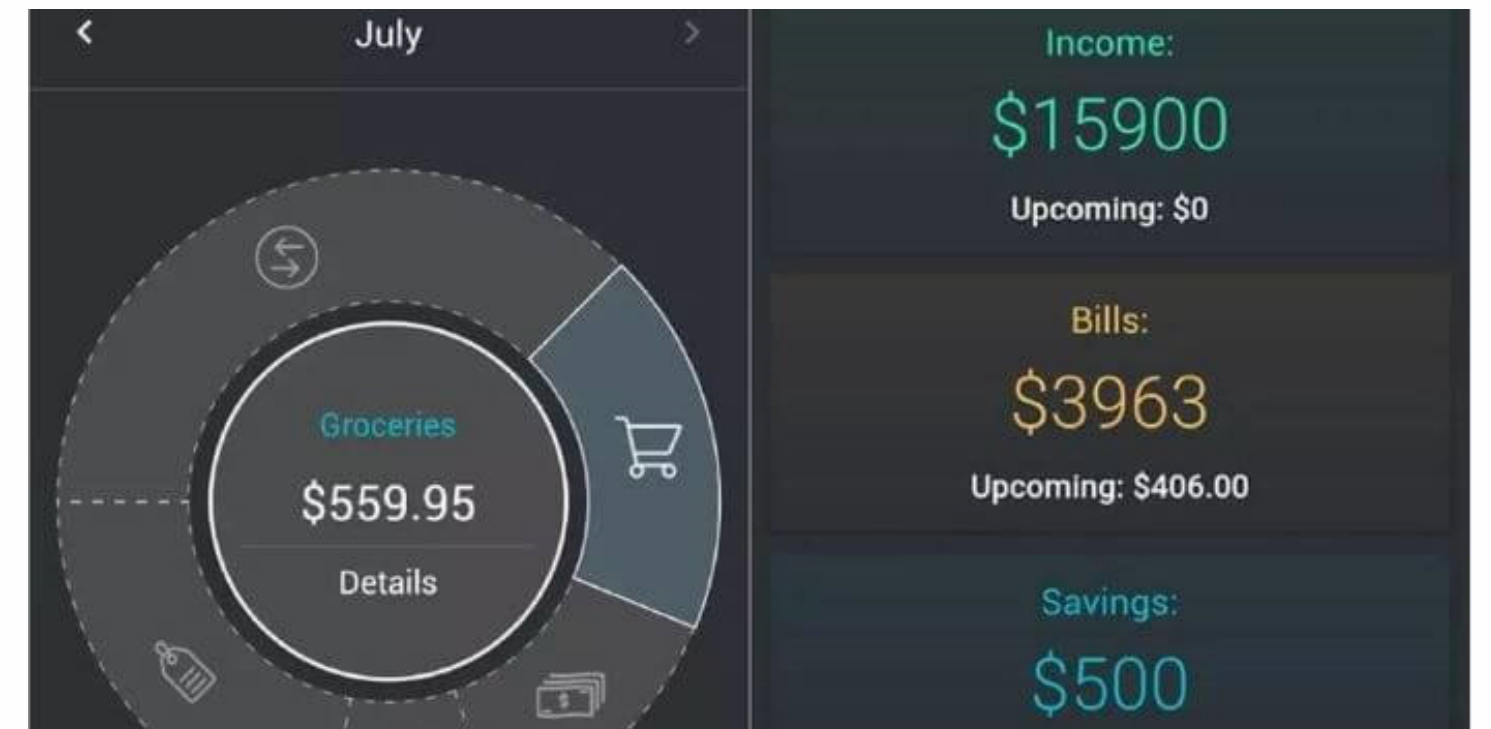 July
Groceries
$559.95
Details
Income:
$15900
Upcoming: $0
Bills:
$3963
Upcoming: $406.00
Savings:
$500